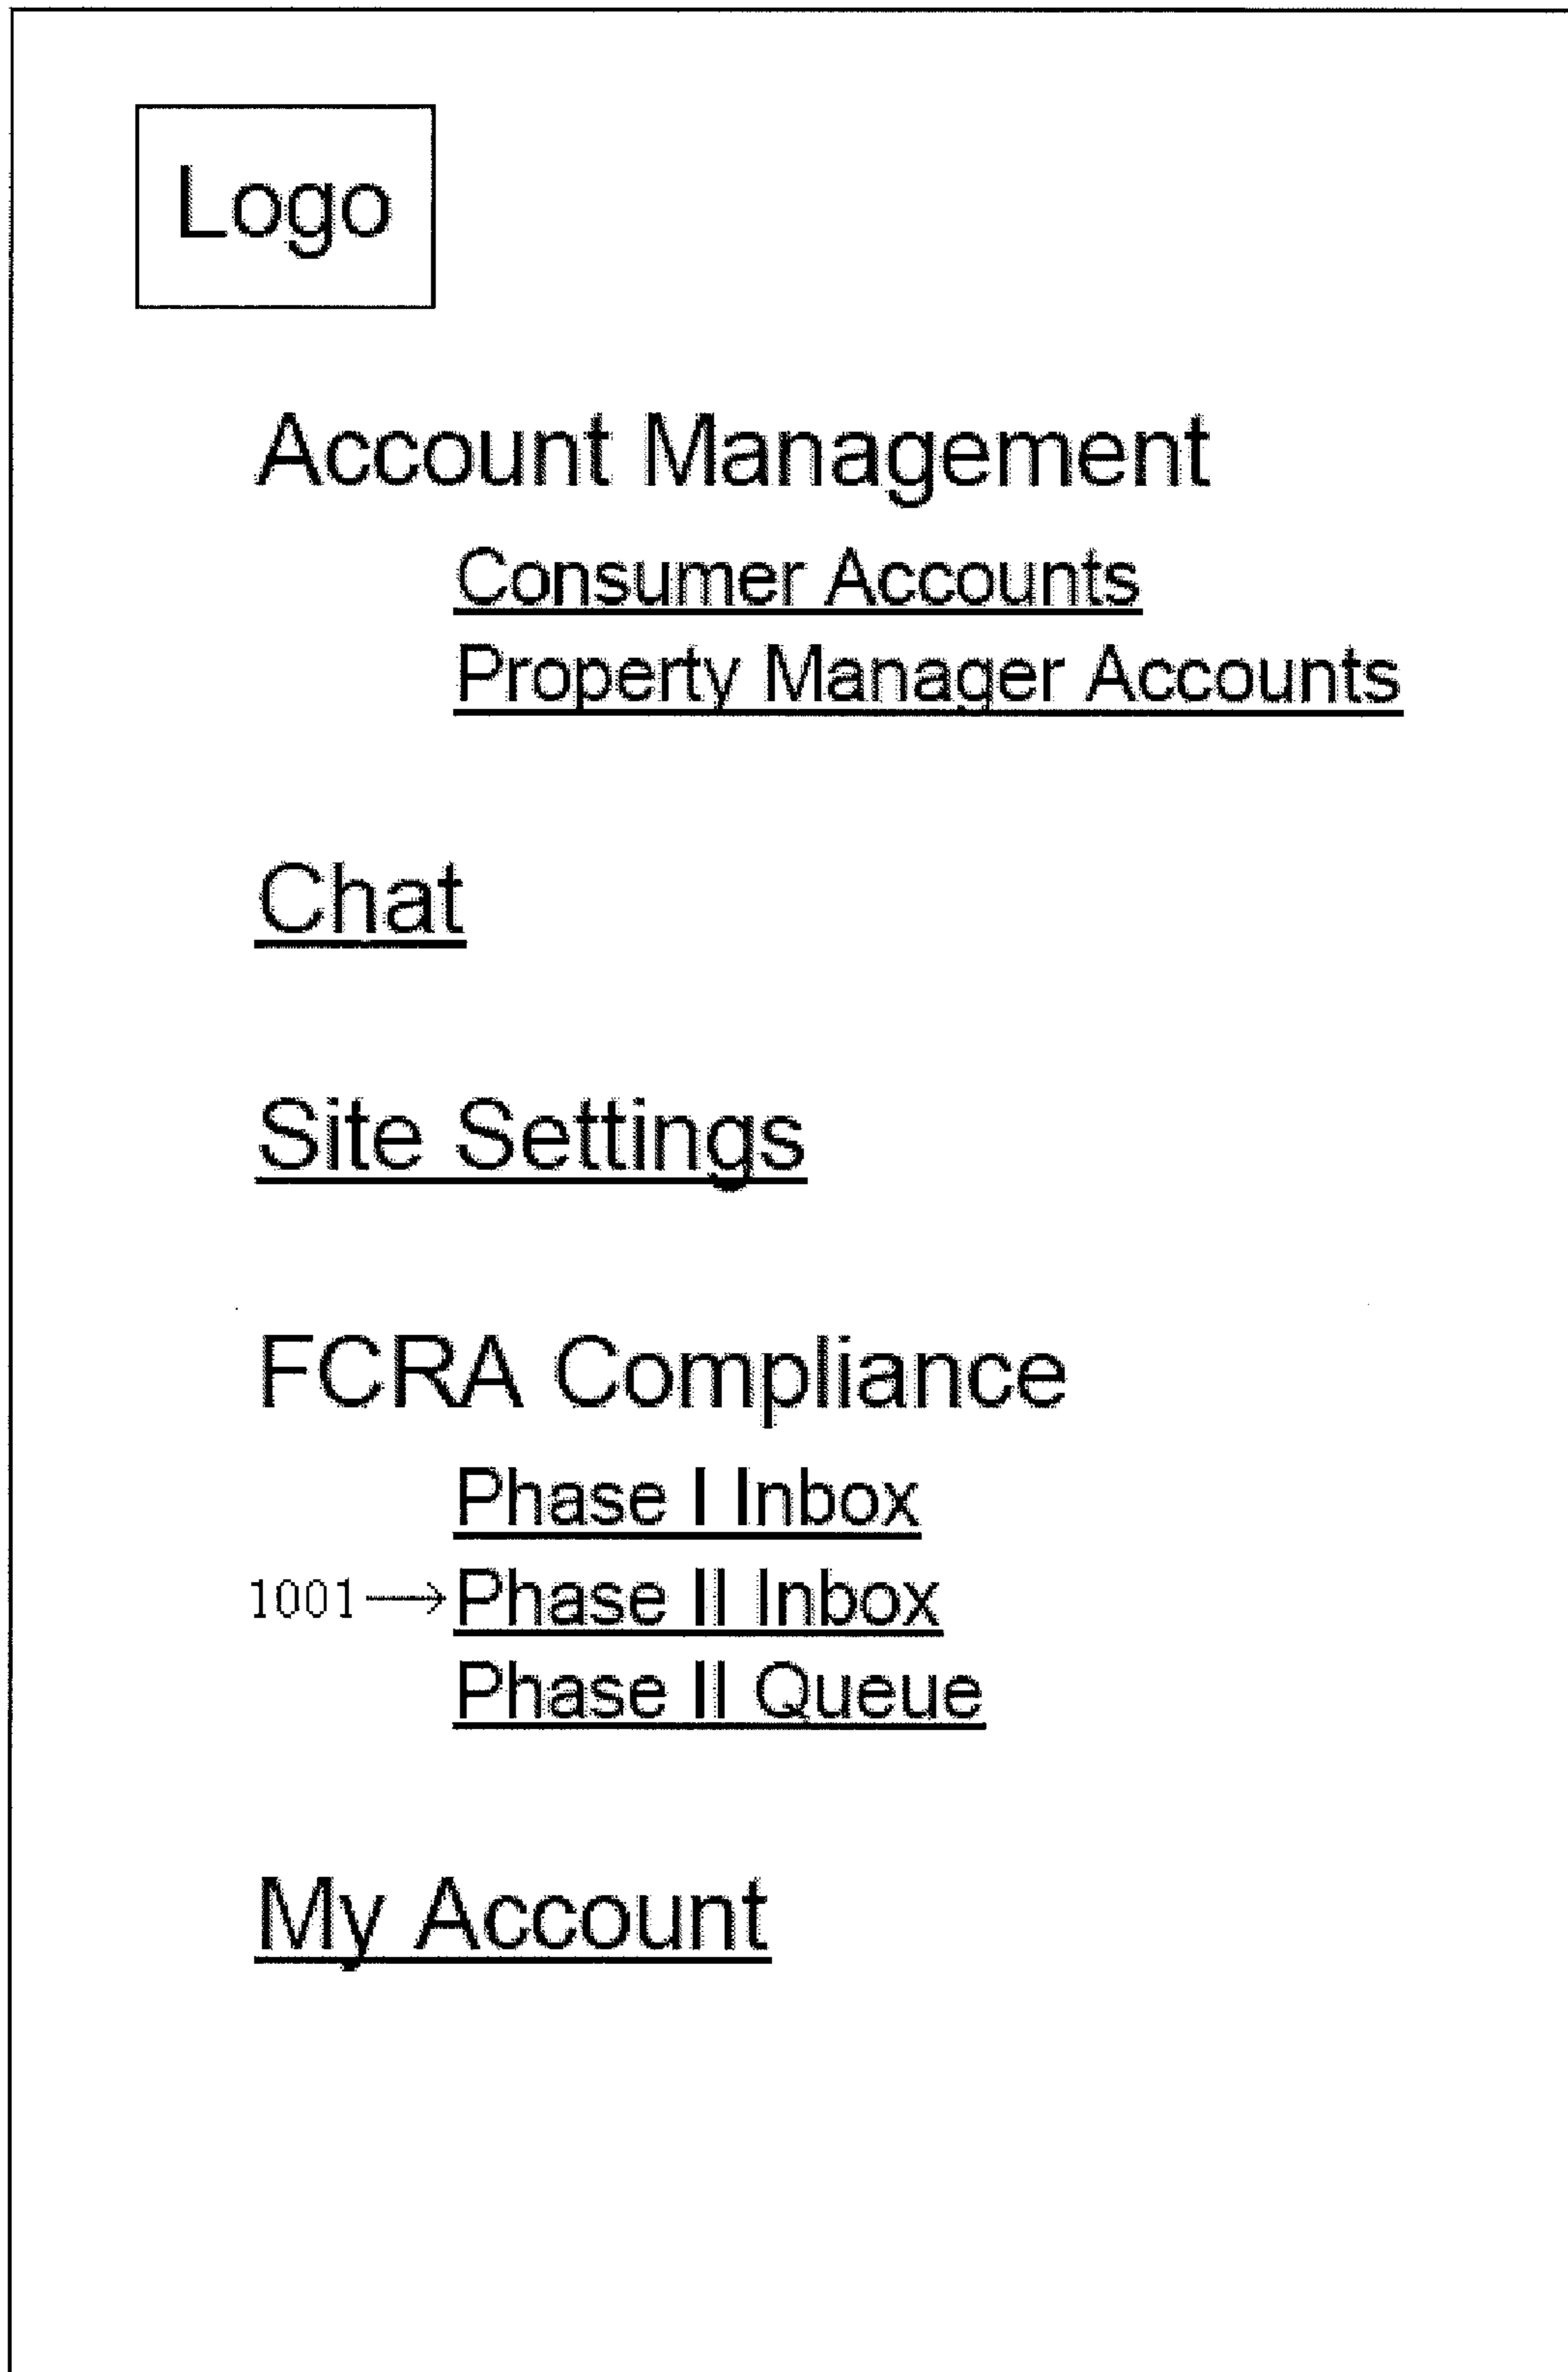 Logo
Account Management
Consumer Accounts
Property Manager Accounts
Chat
Site Settings
FCRA Compliance
Phase I Inbox
1001 → Phase II Inbox
Phase II Queue
My Account